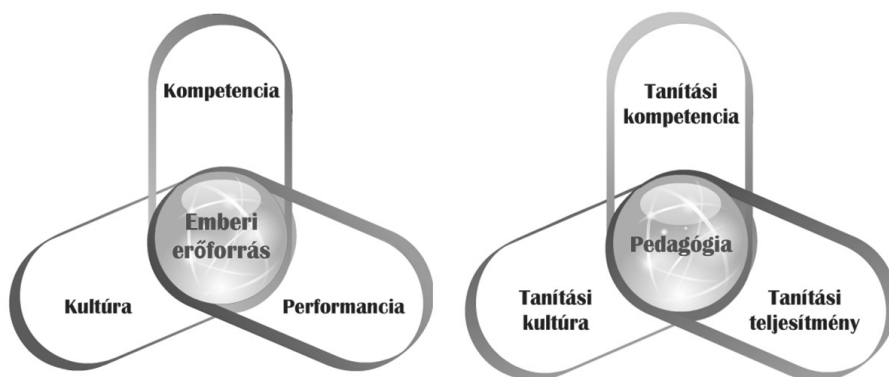 Kompetencia
Emberi
erőforrás
Kultúra
Performancia
Tanítási
kompetencia
Pedagógia
Tanítási
kultúra
Tanítási
teljesítmény